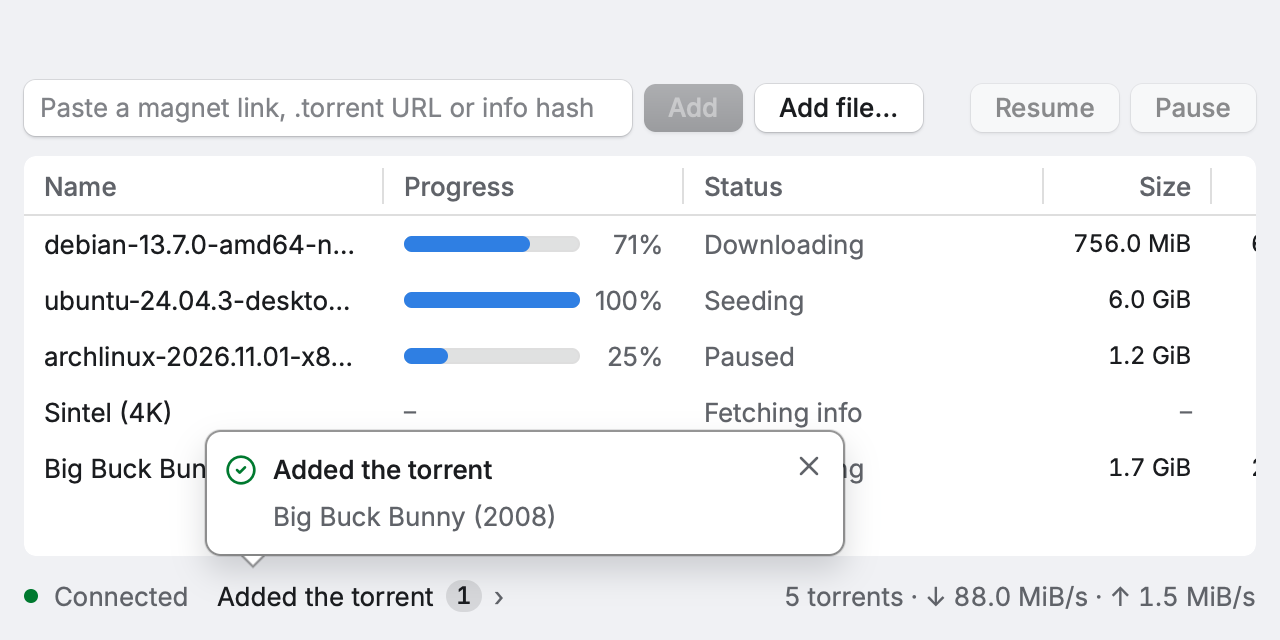 Paste a magnet link, .torrent URL or info hash Add Add file... Resume Pause
Name Progress Status Size
debian-13.7.0-amd64-n... 71% Downloading 756.0 MiB
ubuntu-24.04.3-deskto... 100% Seeding 6.0 GiB
archlinux-2026.11.01-x8... 25% Paused 1.2 GiB
Sintel (4K) – Fetching info –
Big Buck Bun 1.7 GiB
Added the torrent
Big Buck Bunny (2008)
Connected Added the torrent 1 › 5 torrents · ↓ 88.0 MiB/s · ↑ 1.5 MiB/s